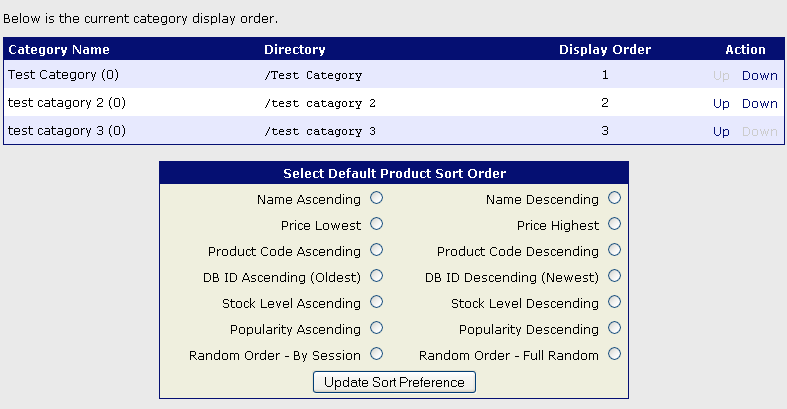 Below is the current category display order.
Category Name Directory Display Order Action
Test Category (0) /Test Category 1 Up Down
test catagory 2 (0) /test catagory 2 2 Up Down
test catagory 3 (0) /test catagory 3 3 Up Down
Select Default Product Sort Order
Name Ascending Name Descending
Price Lowest Price Highest
Product Code Ascending Product Code Descending
DB ID Ascending (Oldest) DB ID Descending (Newest)
Stock Level Ascending Stock Level Descending
Popularity Ascending Popularity Descending
Random Order - By Session Random Order - Full Random
Update Sort Preference